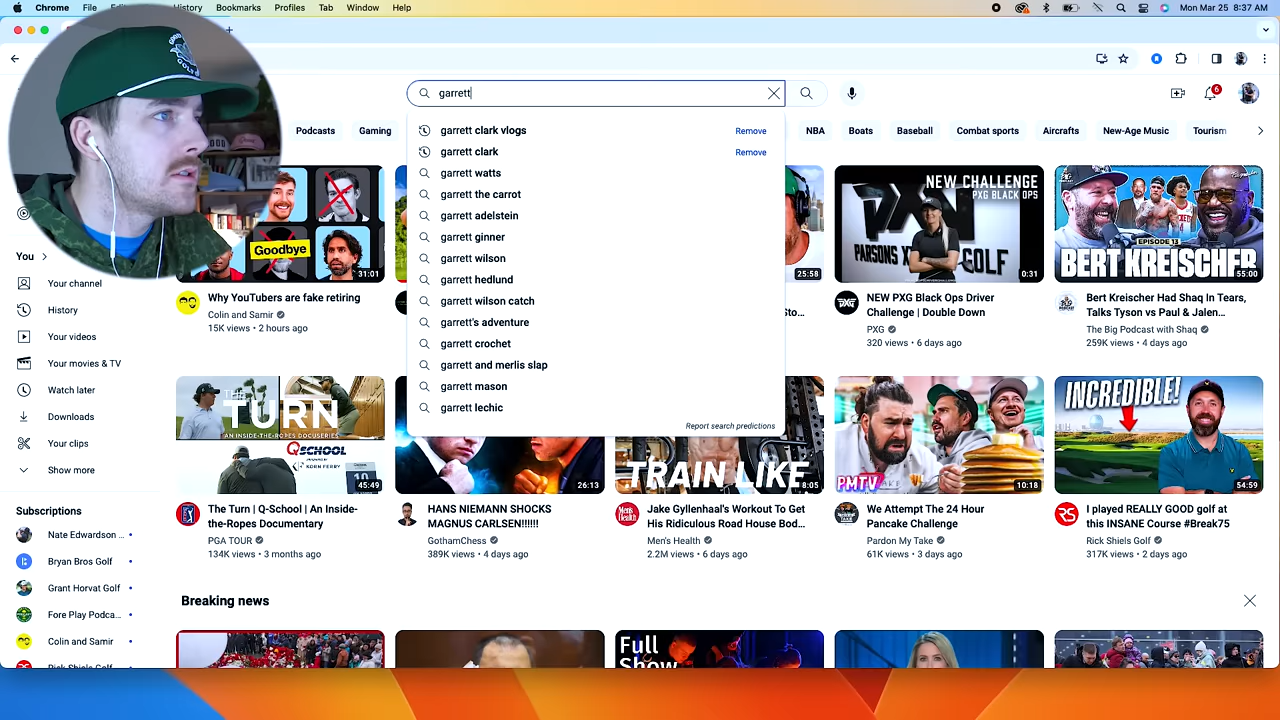 Chrome File History Bookmarks Profiles Tab Window Help
Mon Mar 25 8:37 AM
garrett
6
garrett clark vlogs Remove
garrett clark Remove
garrett watts
garrett the carrot
garrett adelstein
garrett ginner
garrett wilson
garrett hedlund
garrett wilson catch
garrett's adventure
garrett crochet
garrett and merlis slap
garrett mason
garrett lechic
Report search predictions
Podcasts Gaming NBA Boats Baseball Combat sports Aircrafts New-Age Music Tourism
You
Your channel
History
Your videos
Your movies & TV
Watch later
Downloads
Your clips
Show more
Subscriptions
Nate Edwardson ...
Bryan Bros Golf
Grant Horvat Golf
Fore Play Podca...
Colin and Samir
Rick Shiels Golf
Goodbye
31:01
Why YouTubers are fake retiring
Colin and Samir
15K views • 2 hours ago
25:58
Sto...
NEW CHALLENGE
PXG BLACK OPS
PXG
PARSONS X GOLF
0:31
NEW PXG Black Ops Driver
Challenge | Double Down
PXG
320 views • 6 days ago
EPISODE 13
BERT KREISCHER
55:00
Bert Kreischer Had Shaq In Tears,
Talks Tyson vs Paul & Jalen...
The Big Podcast with Shaq
259K views • 4 days ago
THE
TURN
AN INSIDE-THE-ROPES DOCUSERIES
Q SCHOOL
KORN FERRY
45:49
The Turn | Q-School | An Inside-
the-Ropes Documentary
PGA TOUR
134K views • 3 months ago
26:13
HANS NIEMANN SHOCKS
MAGNUS CARLSEN!!!!!!
GothamChess
389K views • 4 days ago
TRAIN LIKE
8:05
Jake Gyllenhaal's Workout To Get
His Ridiculous Road House Bod...
Men's Health
2.2M views • 6 days ago
PMTV
10:18
We Attempt The 24 Hour
Pancake Challenge
Pardon My Take
61K views • 3 days ago
INCREDIBLE!
54:59
I played REALLY GOOD golf at
this INSANE Course #Break75
Rick Shiels Golf
317K views • 2 days ago
Breaking news
Full
Show